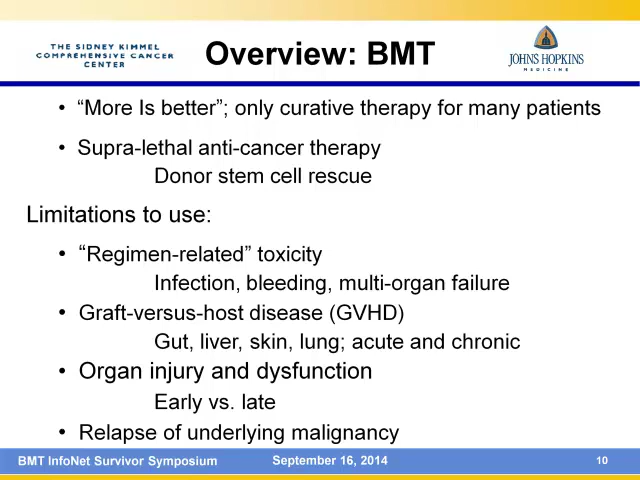 THE SIDNEY KIMMEL
COMPREHENSIVE CANCER
CENTER
Overview: BMT
JOHNS HOPKINS
MEDICINE
• “More Is better”; only curative therapy for many patients
• Supra-lethal anti-cancer therapy
Donor stem cell rescue
Limitations to use:
• “Regimen-related” toxicity
Infection, bleeding, multi-organ failure
• Graft-versus-host disease (GVHD)
Gut, liver, skin, lung; acute and chronic
• Organ injury and dysfunction
Early vs. late
• Relapse of underlying malignancy
BMT InfoNet Survivor Symposium
September 16, 2014
10